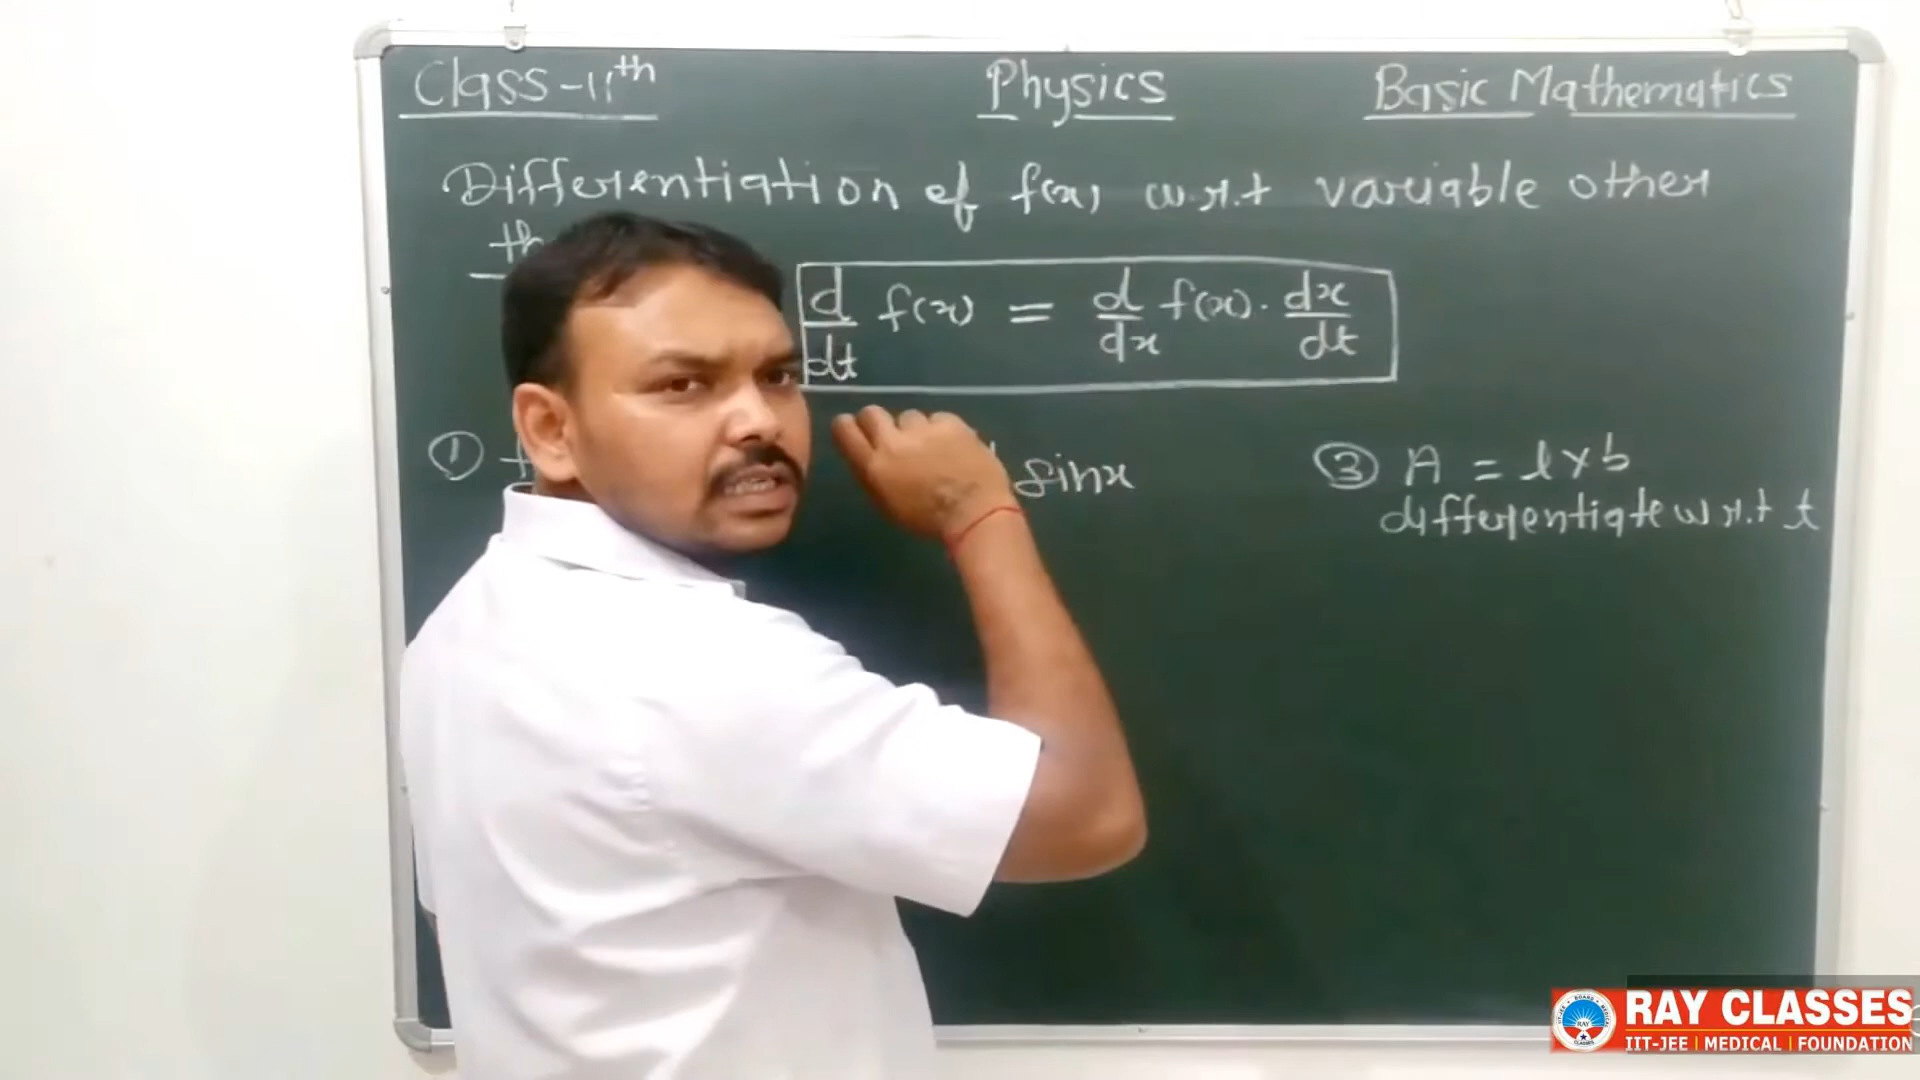 Class-11th Physics Basic Mathematics
Differentiation of f(x) w.r.t variable other
d/dt f(x) = d/dx f(x) . dx/dt
① sinx ③ A = l x b
differentiate w.r.t t
RAY CLASSES
IIT-JEE | MEDICAL | FOUNDATION